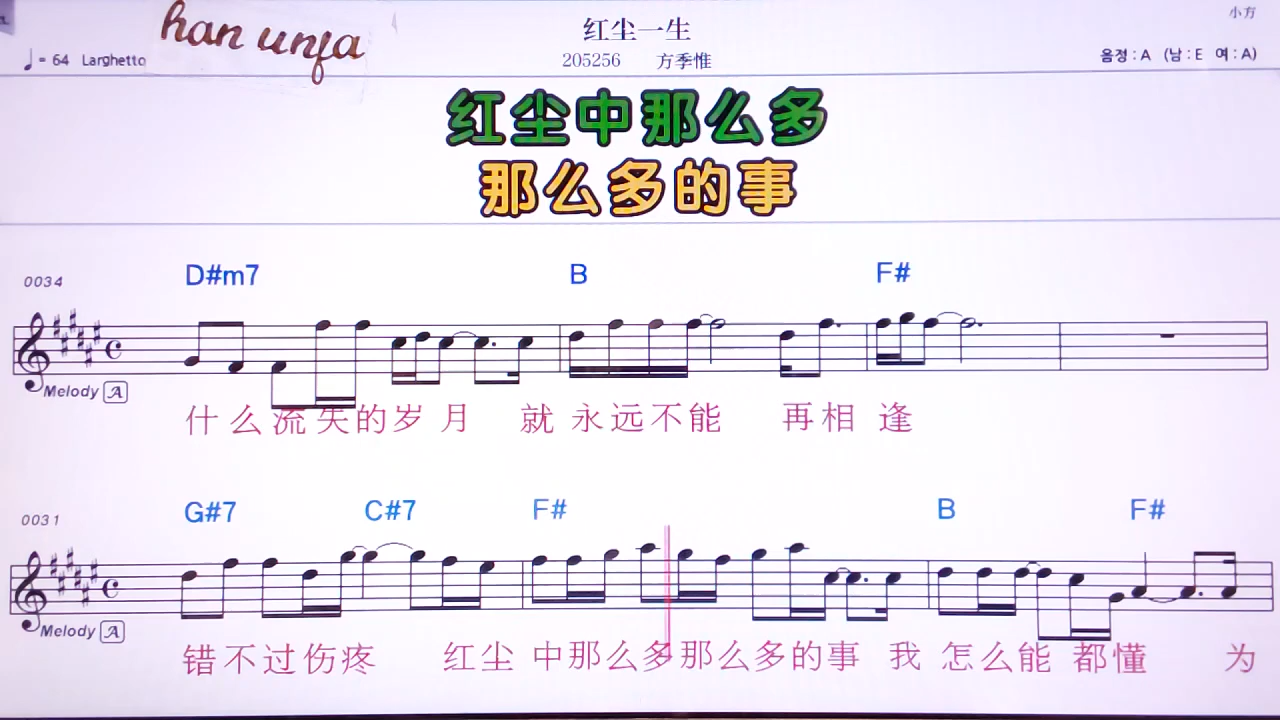 小方
han unja
红尘一生
♩= 64 Larghetto
205256 方季惟
음정:A (남:E 여:A)
红尘中那么多
那么多的事
0034
D#m7 B F#
Melody A
什么流失的岁月 就永远不能 再相逢
0031
G#7 C#7 F# B F#
Melody A
错不过伤疼 红尘中那么多那么多的事 我怎么能都懂 为